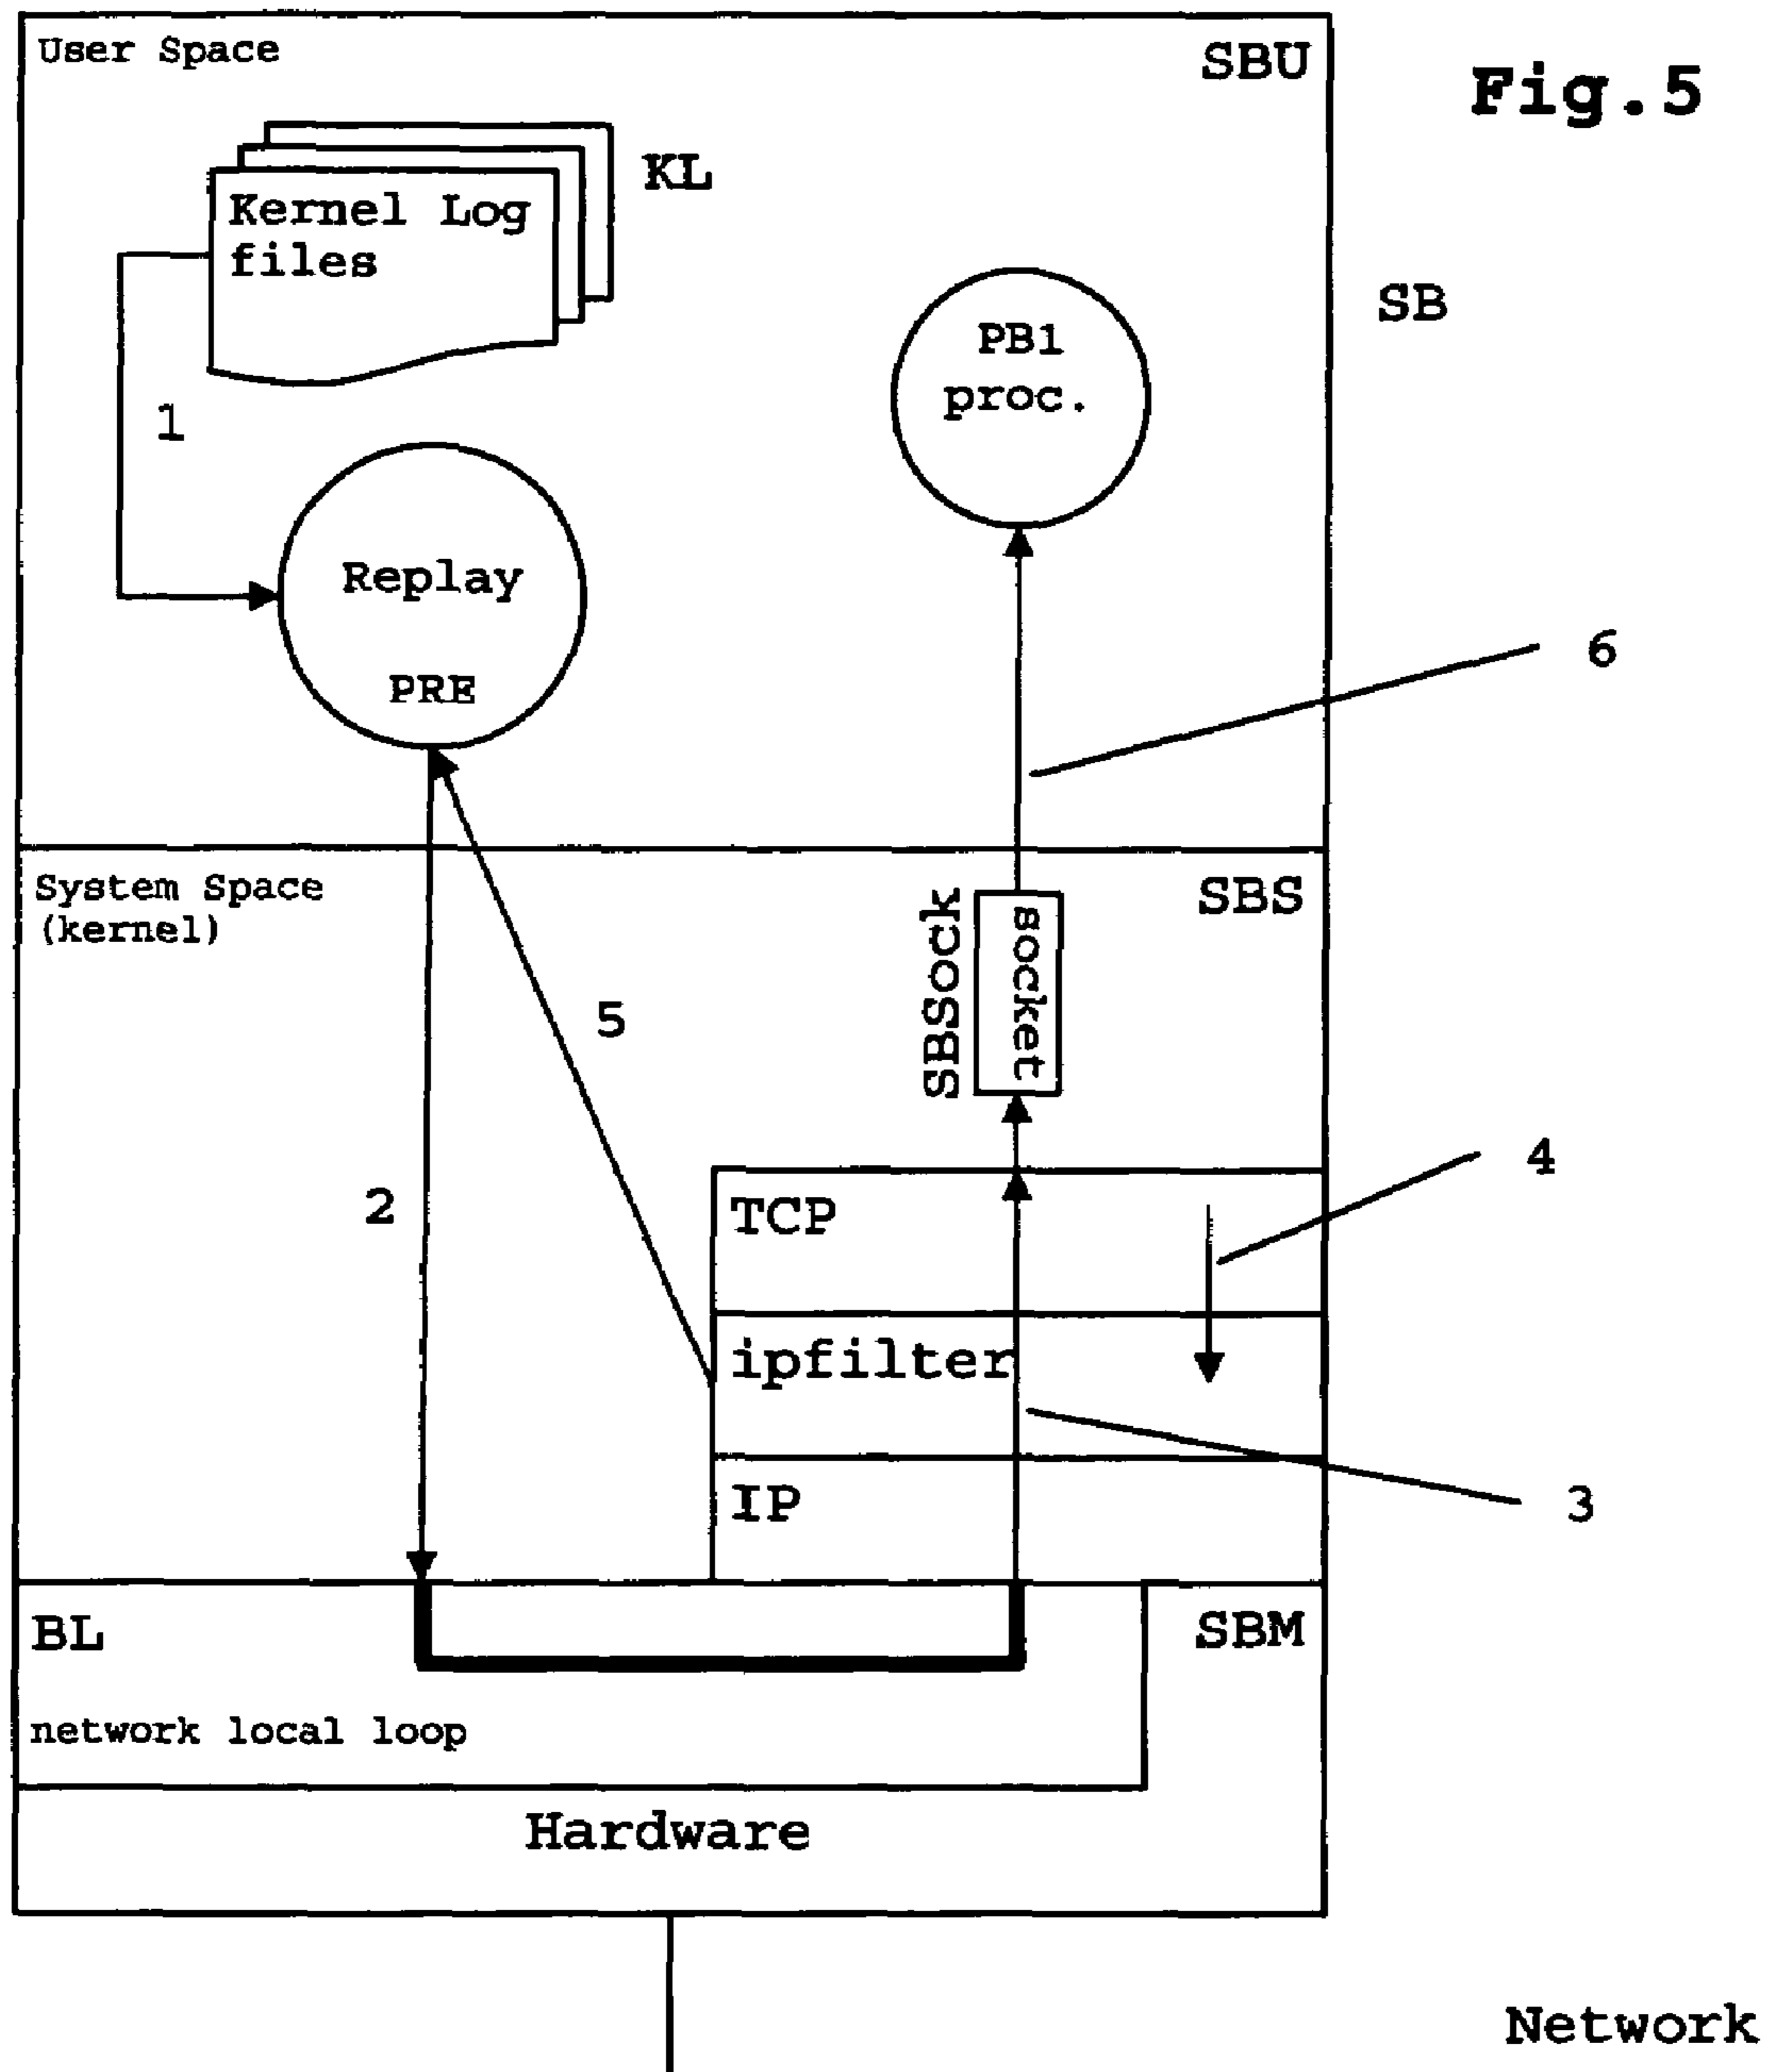 User Space
SBU
Fig.5
KL
Kernel Log
files
SB
PB1
proc.
1
Replay
PRE
6
System Space
(kernel)
SBS
SBSock
socket
5
4
2
TCP
ipfilter
IP
3
BL
SBM
network local loop
Hardware
Network